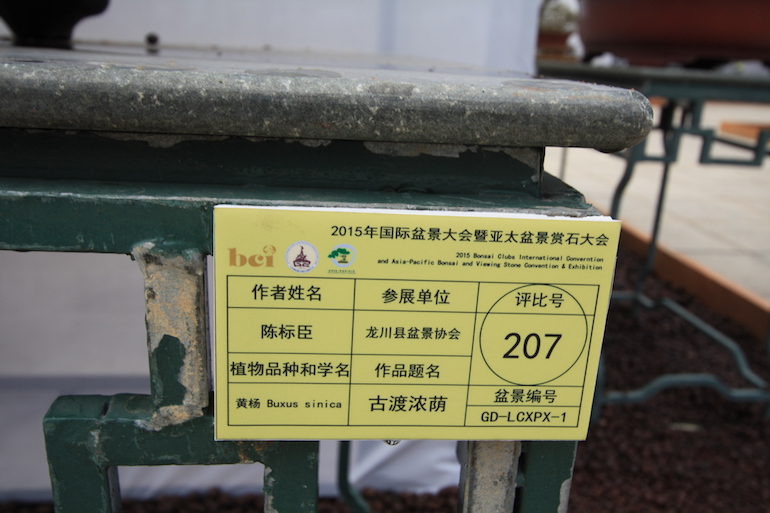 2015年国际盆景大会暨亚太盆景赏石大会
2015 Bonsai Clubs International Convention
and Asia-Pacific Bonsai and Viewing Stone Convention & Exhibition
bci
作者姓名 参展单位 评比号
陈标臣 龙川县盆景协会 207
植物品种和学名 作品题名 盆景编号
黄杨 Buxus sinica 古渡浓荫 GD-LCXPX-1